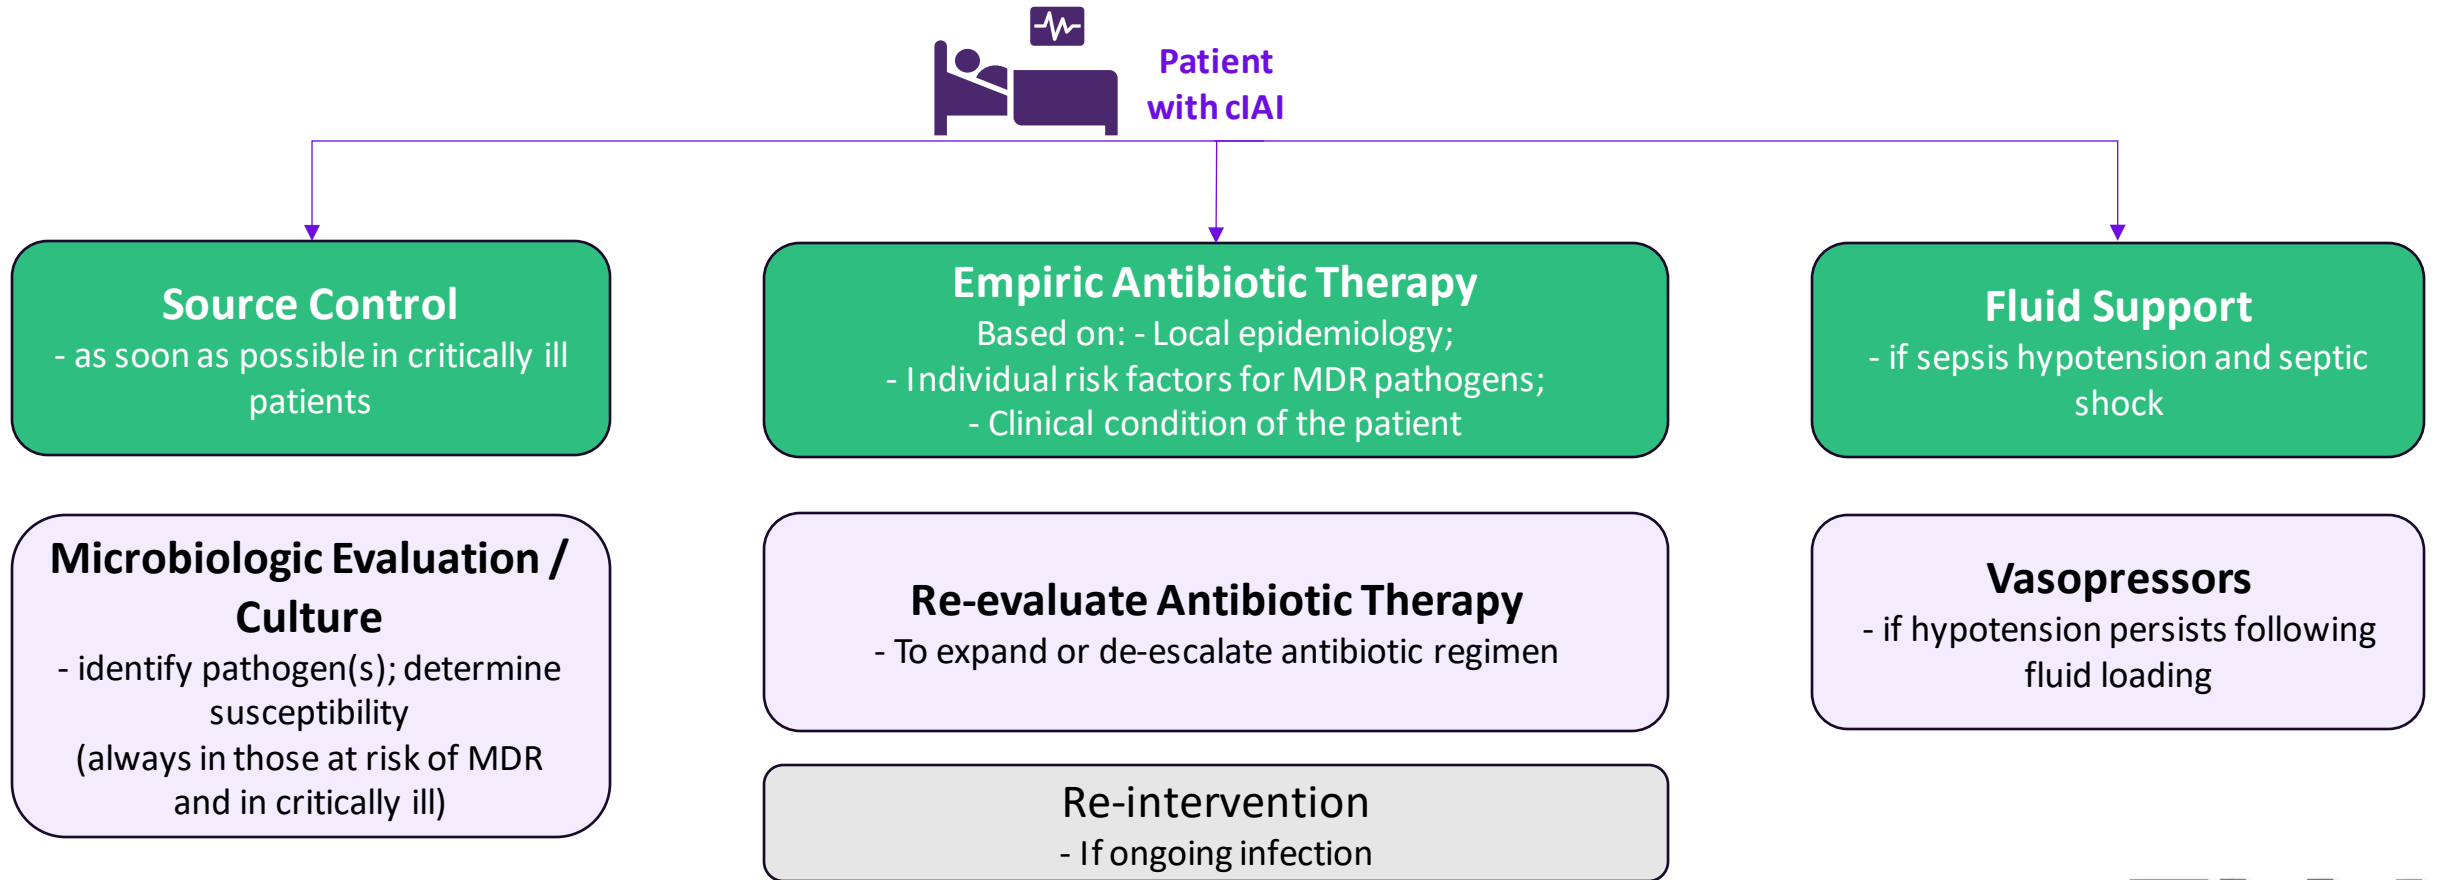 Patient
with cIAI
Source Control
- as soon as possible in critically ill
patients
Empiric Antibiotic Therapy
Based on: - Local epidemiology;
- Individual risk factors for MDR pathogens;
- Clinical condition of the patient
Fluid Support
- if sepsis hypotension and septic
shock
Microbiologic Evaluation /
Culture
- identify pathogen(s); determine
susceptibility
(always in those at risk of MDR
and in critically ill)
Re-evaluate Antibiotic Therapy
- To expand or de-escalate antibiotic regimen
Vasopressors
- if hypotension persists following
fluid loading
Re-intervention
- If ongoing infection